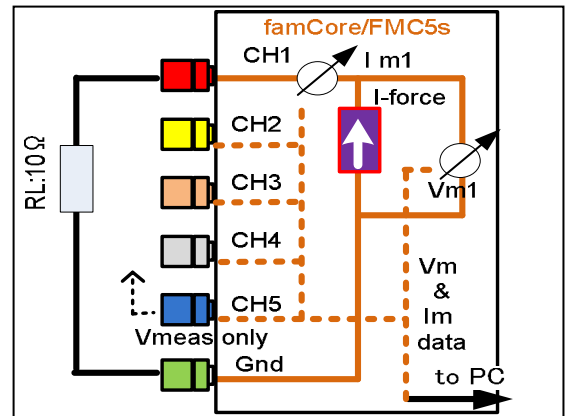 famCore/FMC5s
CH1
I m1
I-force
CH2
RL:10Ω
CH3
Vm1
CH4
CH5
Vmeas only
Vm
&
Im
data
Gnd
to PC